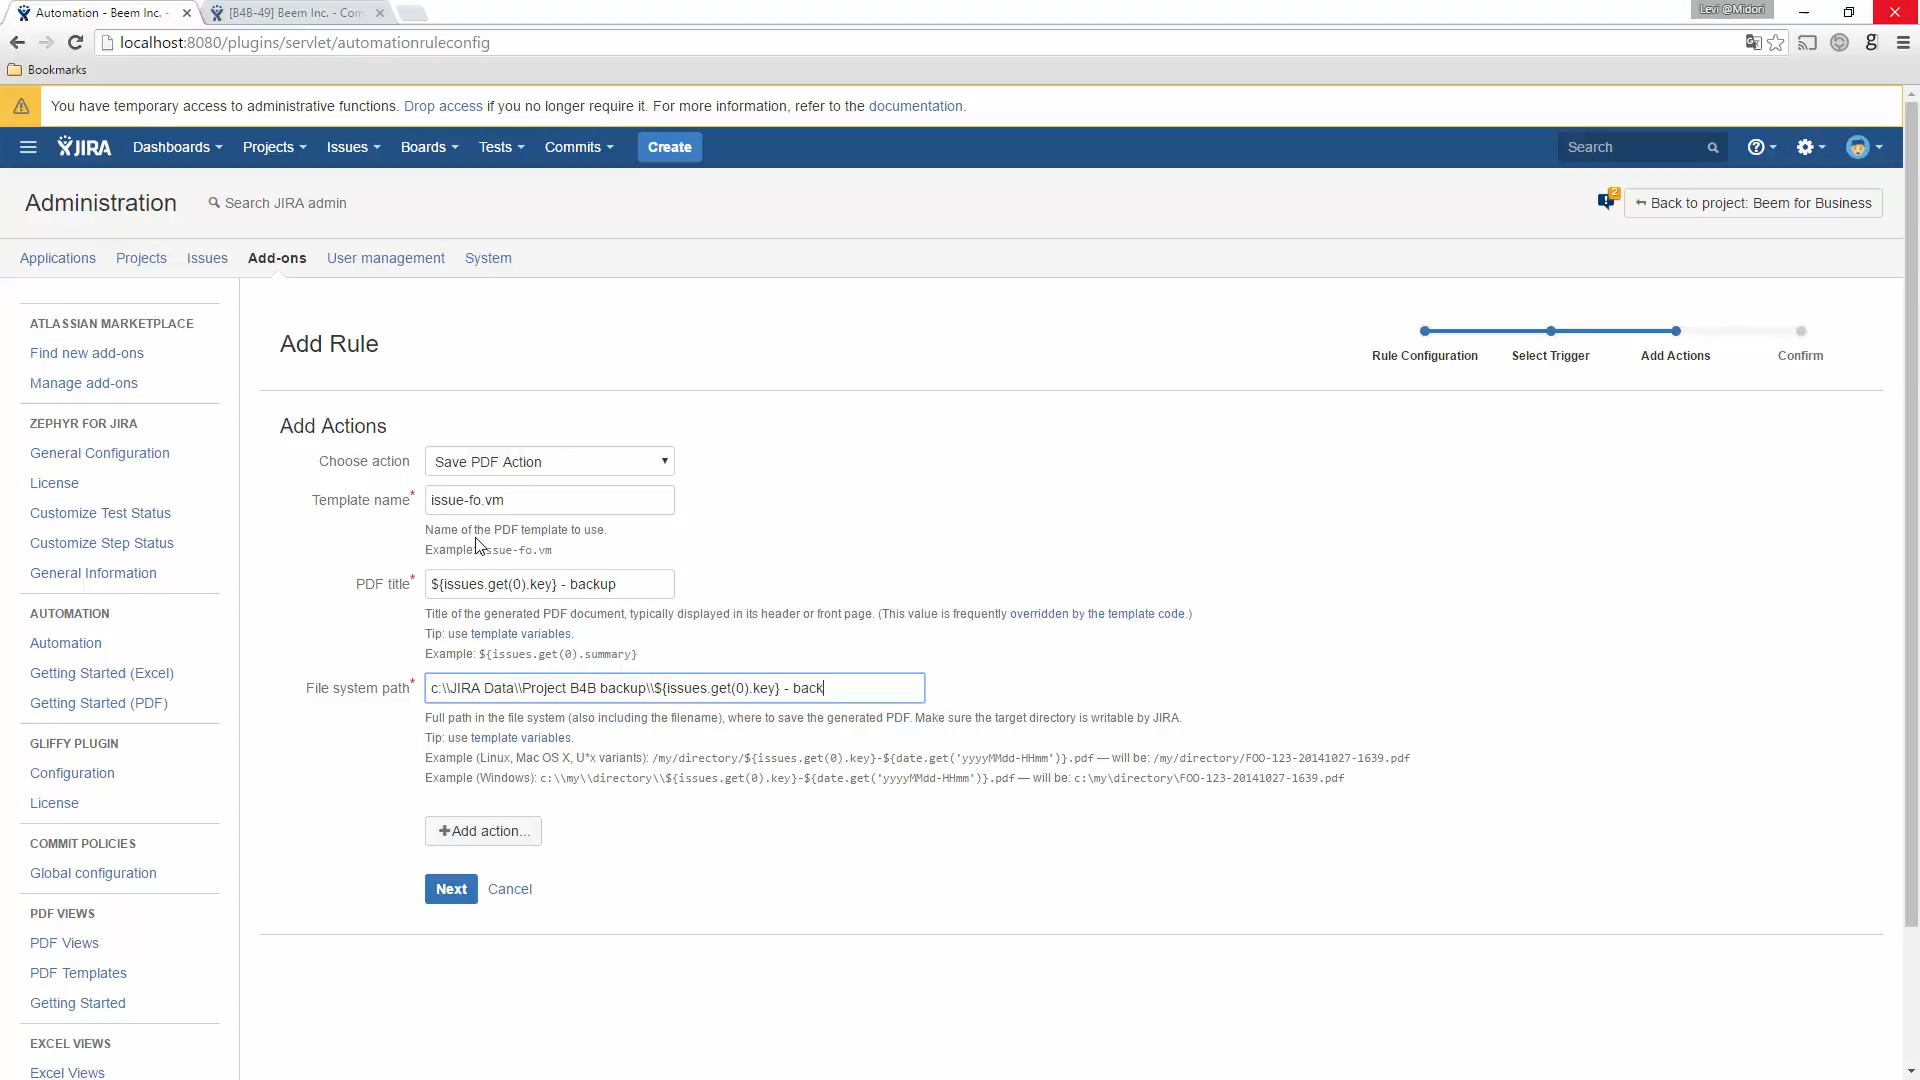 Automation - Beem Inc. -
[B4B-49] Beem Inc. - Com
Levi @Midori
localhost:8080/plugins/servlet/automationruleconfig
Bookmarks
You have temporary access to administrative functions. Drop access if you no longer require it. For more information, refer to the documentation.
JIRA Dashboards Projects Issues Boards Tests Commits Create Search
Administration Search JIRA admin
2
Back to project: Beem for Business
Applications Projects Issues Add-ons User management System
ATLASSIAN MARKETPLACE
Find new add-ons
Manage add-ons
ZEPHYR FOR JIRA
General Configuration
License
Customize Test Status
Customize Step Status
General Information
AUTOMATION
Automation
Getting Started (Excel)
Getting Started (PDF)
GLIFFY PLUGIN
Configuration
License
COMMIT POLICIES
Global configuration
PDF VIEWS
PDF Views
PDF Templates
Getting Started
EXCEL VIEWS
Excel Views
Add Rule
Rule Configuration Select Trigger Add Actions Confirm
Add Actions
Choose action Save PDF Action
Template name* issue-fo.vm
Name of the PDF template to use.
Example: issue-fo.vm
PDF title* ${issues.get(0).key} - backup
Title of the generated PDF document, typically displayed in its header or front page. (This value is frequently overridden by the template code.)
Tip: use template variables.
Example: ${issues.get(0).summary}
File system path* c:\\JIRA Data\\Project B4B backup\\${issues.get(0).key} - back
Full path in the file system (also including the filename), where to save the generated PDF. Make sure the target directory is writable by JIRA.
Tip: use template variables.
Example (Linux, Mac OS X, U*x variants): /my/directory/${issues.get(0).key}-${date.get('yyyyMMdd-HHmm')}.pdf — will be: /my/directory/FOO-123-20141027-1639.pdf
Example (Windows): c:\\my\\directory\\${issues.get(0).key}-${date.get('yyyyMMdd-HHmm')}.pdf — will be: c:\my\directory\FOO-123-20141027-1639.pdf
+Add action...
Next Cancel